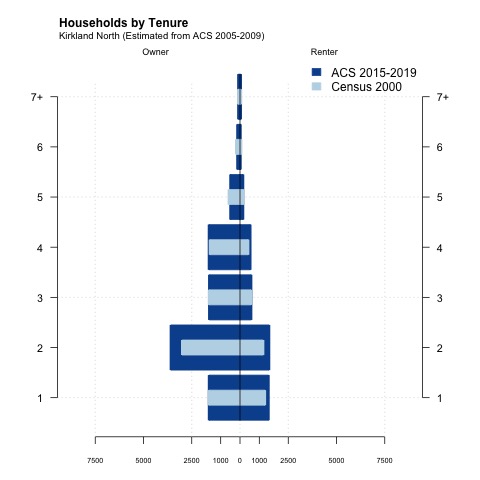 Households by Tenure
Kirkland North (Estimated from ACS 2005-2009)
Owner Renter
ACS 2015-2019
Census 2000
7+ 7+
6 6
5 5
4 4
3 3
2 2
1 1
7500 5000 2500 1000 0 1000 2500 5000 7500